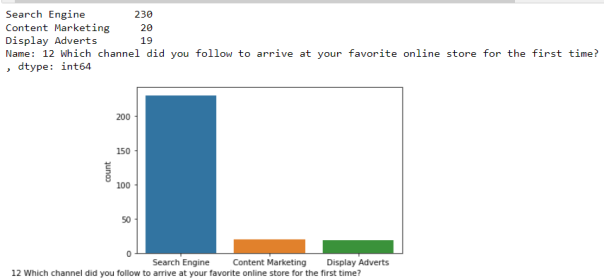 Search Engine 230
Content Marketing 20
Display Adverts 19
Name: 12 Which channel did you follow to arrive at your favorite online store for the first time?
, dtype: int64
200
150
100
50
0
count
Search Engine Content Marketing Display Adverts
12 Which channel did you follow to arrive at your favorite online store for the first time?